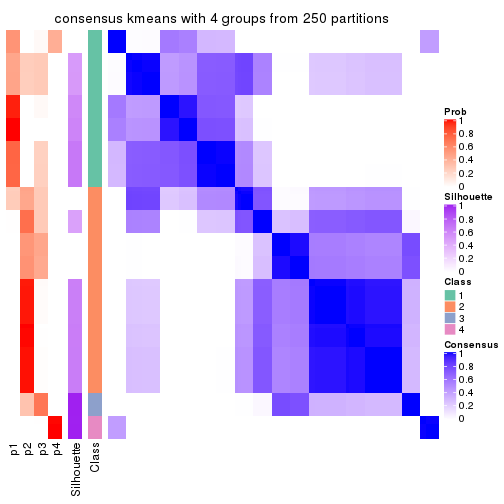 consensus kmeans with 4 groups from 250 partitions
Prob
1
0.8
0.6
0.4
0.2
0
Silhouette
1
0.8
0.6
0.4
0.2
0
Class
1
2
3
4
Consensus
1
0.8
0.6
0.4
0.2
0
p1
p2
p3
p4
Silhouette
Class